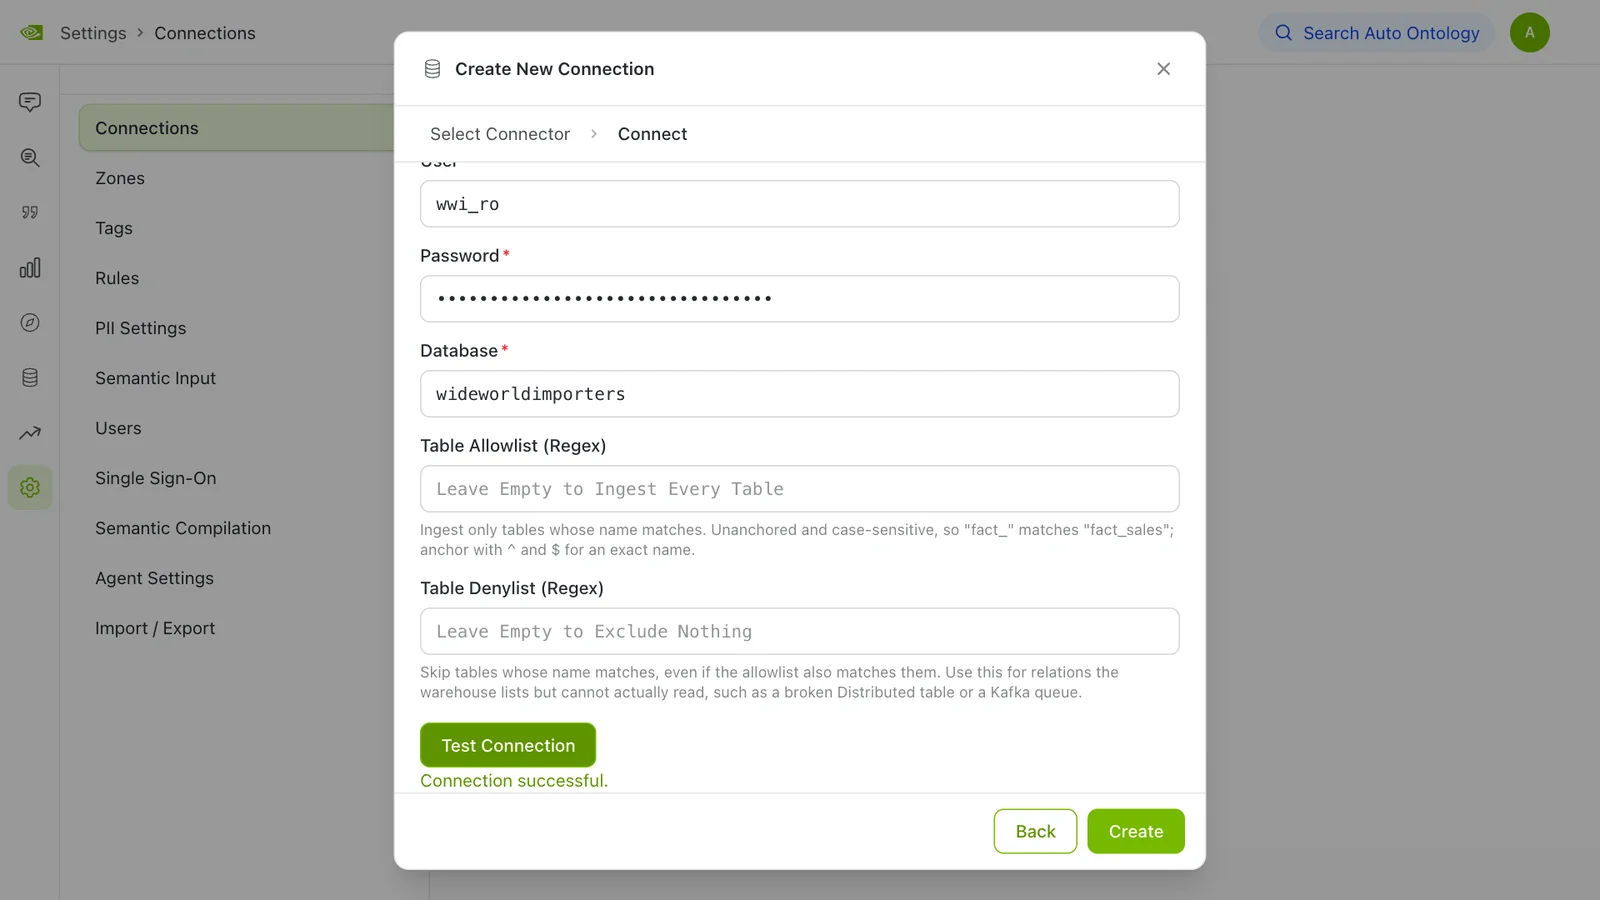 Settings > Connections
Search Auto Ontology
A
Create New Connection
Select Connector > Connect
Connections
Zones
Tags
Rules
PII Settings
Semantic Input
Users
Single Sign-On
Semantic Compilation
Agent Settings
Import / Export
User
wwi_ro
Password*
••••••••••••••••••••••••••••••••
Database*
wideworldimporters
Table Allowlist (Regex)
Leave Empty to Ingest Every Table
Ingest only tables whose name matches. Unanchored and case-sensitive, so "fact_" matches "fact_sales";
anchor with ^ and $ for an exact name.
Table Denylist (Regex)
Leave Empty to Exclude Nothing
Skip tables whose name matches, even if the allowlist also matches them. Use this for relations the
warehouse lists but cannot actually read, such as a broken Distributed table or a Kafka queue.
Test Connection
Connection successful.
Back
Create